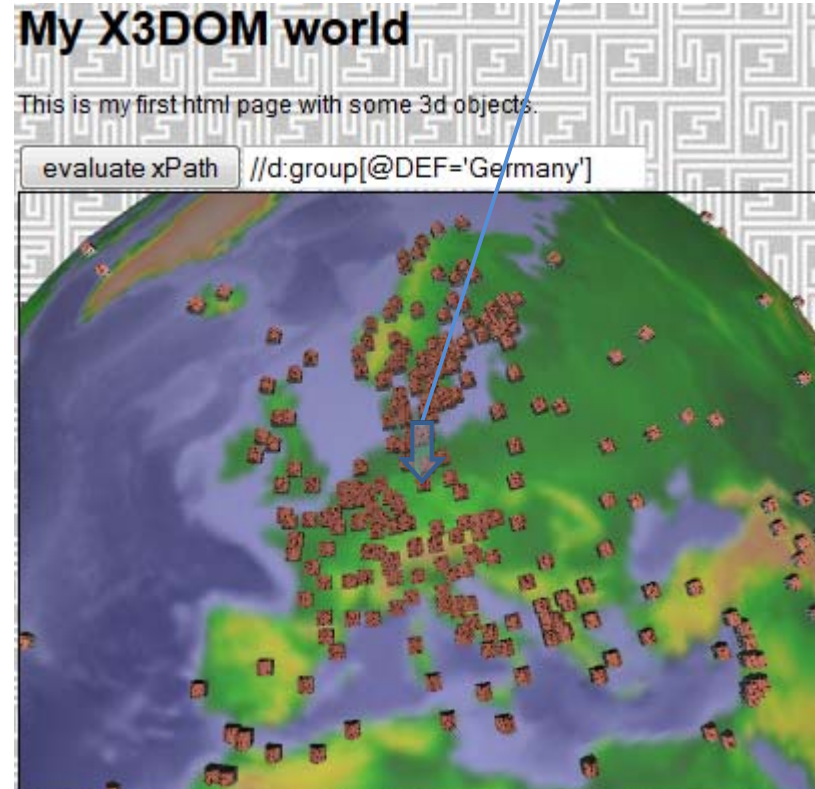 My X3DOM world
This is my first html page with some 3d objects.
evaluate xPath //d:group[@DEF='Germany']